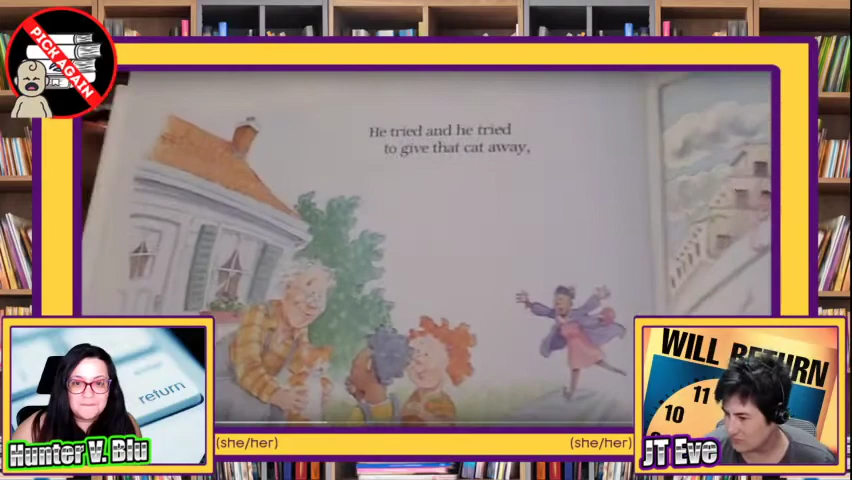 PICK AGAIN
He tried and he tried
to give that cat away,
return
WILL RETURN
11
10
Hunter V. Blu
(she/her)
(she/her)
JT Eve